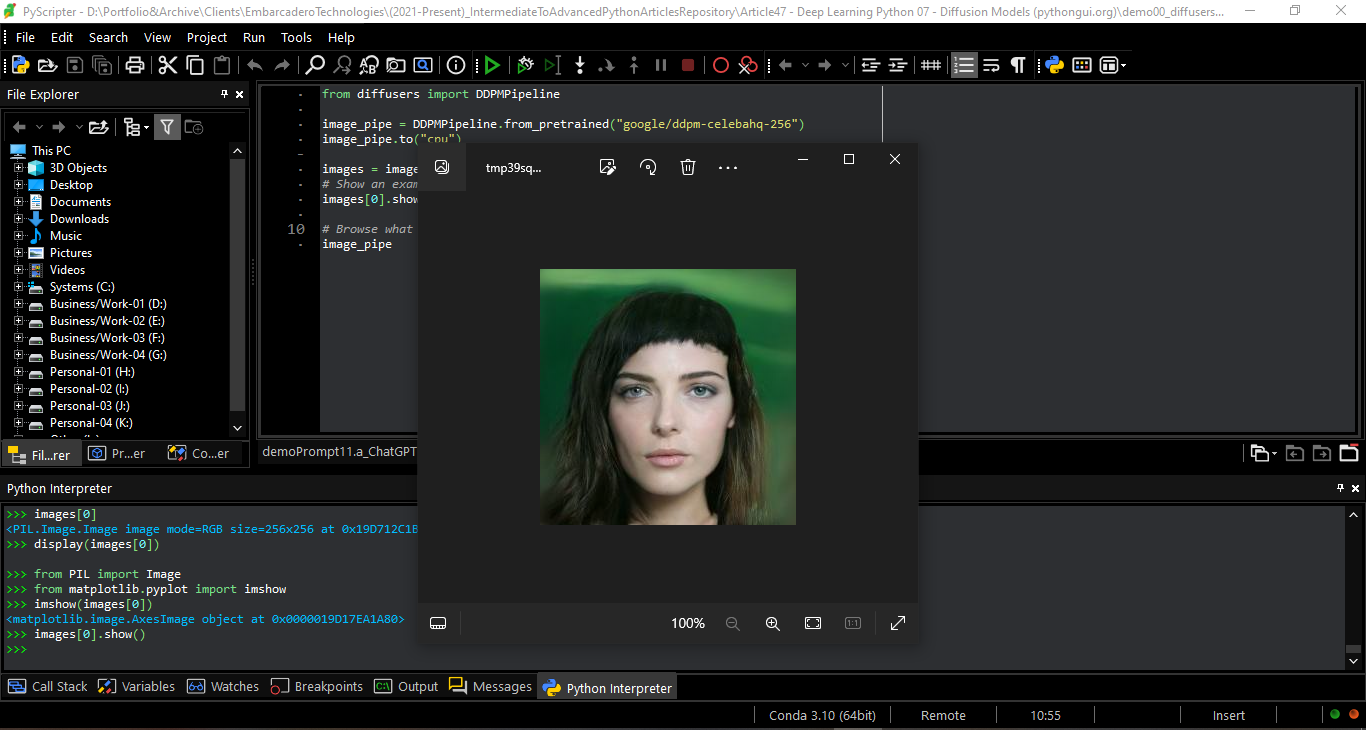 PyScripter - D:\Portfolio&Archive\Clients\EmbarcaderoTechnologies\(2021-Present)_IntermediateToAdvancedPythonArticlesRepository\Article47 - Deep Learning Python 07 - Diffusion Models (pythongui.org)\demo00_diffusers...
File Edit Search View Project Run Tools Help
File Explorer
This PC
3D Objects
Desktop
Documents
Downloads
Music
Pictures
Videos
Systems (C:)
Business/Work-01 (D:)
Business/Work-02 (E:)
Business/Work-03 (F:)
Business/Work-04 (G:)
Personal-01 (H:)
Personal-02 (I:)
Personal-03 (J:)
Personal-04 (K:)
Fil...rer Pr...er Co...er
from diffusers import DDPMPipeline
image_pipe = DDPMPipeline.from_pretrained("google/ddpm-celebahq-256")
image_pipe.to("cpu")
images = image
# Show an exam
images[0].show
10 # Browse what
image_pipe
tmp39sq...
100%
1:1
demoPrompt11.a_ChatGPT
Python Interpreter
>>> images[0]
<PIL.Image.Image image mode=RGB size=256x256 at 0x19D712C1B
>>> display(images[0])
>>> from PIL import Image
>>> from matplotlib.pyplot import imshow
>>> imshow(images[0])
<matplotlib.image.AxesImage object at 0x0000019D17EA1A80>
>>> images[0].show()
>>>
Call Stack Variables Watches Breakpoints Output Messages Python Interpreter
Conda 3.10 (64bit) Remote 10:55 Insert